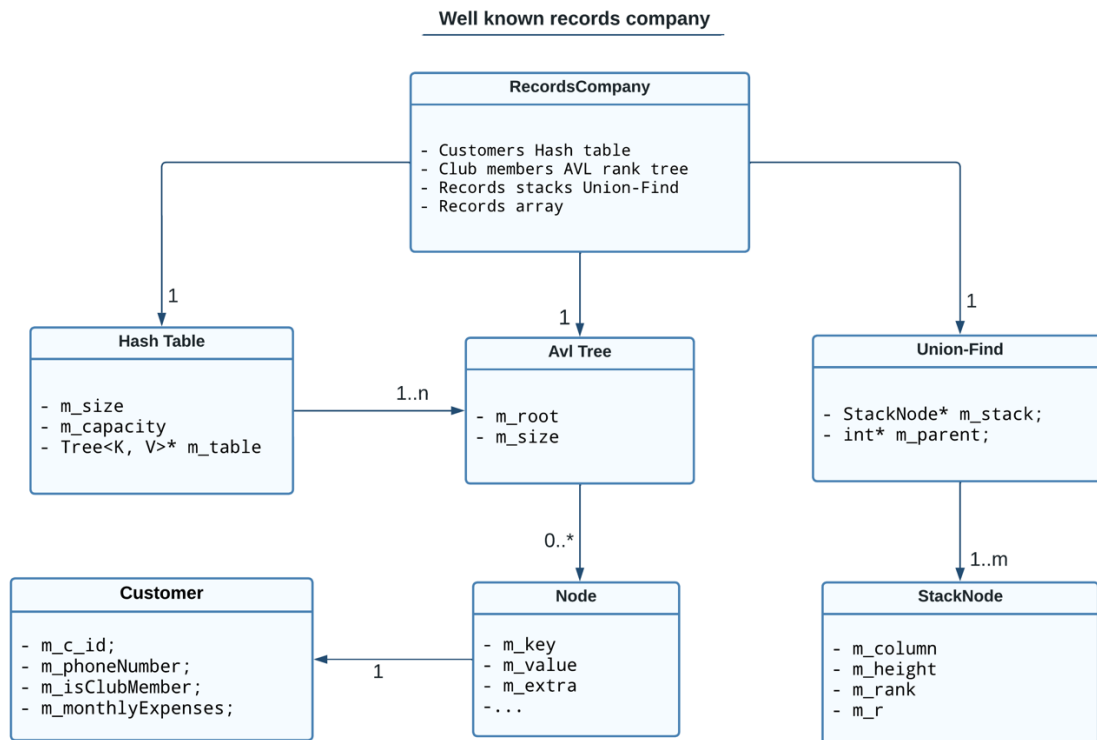 Well known records company
RecordsCompany
- Customers Hash table
- Club members AVL rank tree
- Records stacks Union-Find
- Records array
1
1
1
Hash Table
- m_size
- m_capacity
- Tree<K, V>* m_table
1..n
Avl Tree
- m_root
- m_size
Union-Find
- StackNode* m_stack;
- int* m_parent;
0..*
1..m
Customer
- m_c_id;
- m_phoneNumber;
- m_isClubMember;
- m_monthlyExpenses;
1
Node
- m_key
- m_value
- m_extra
-...
StackNode
- m_column
- m_height
- m_rank
- m_r